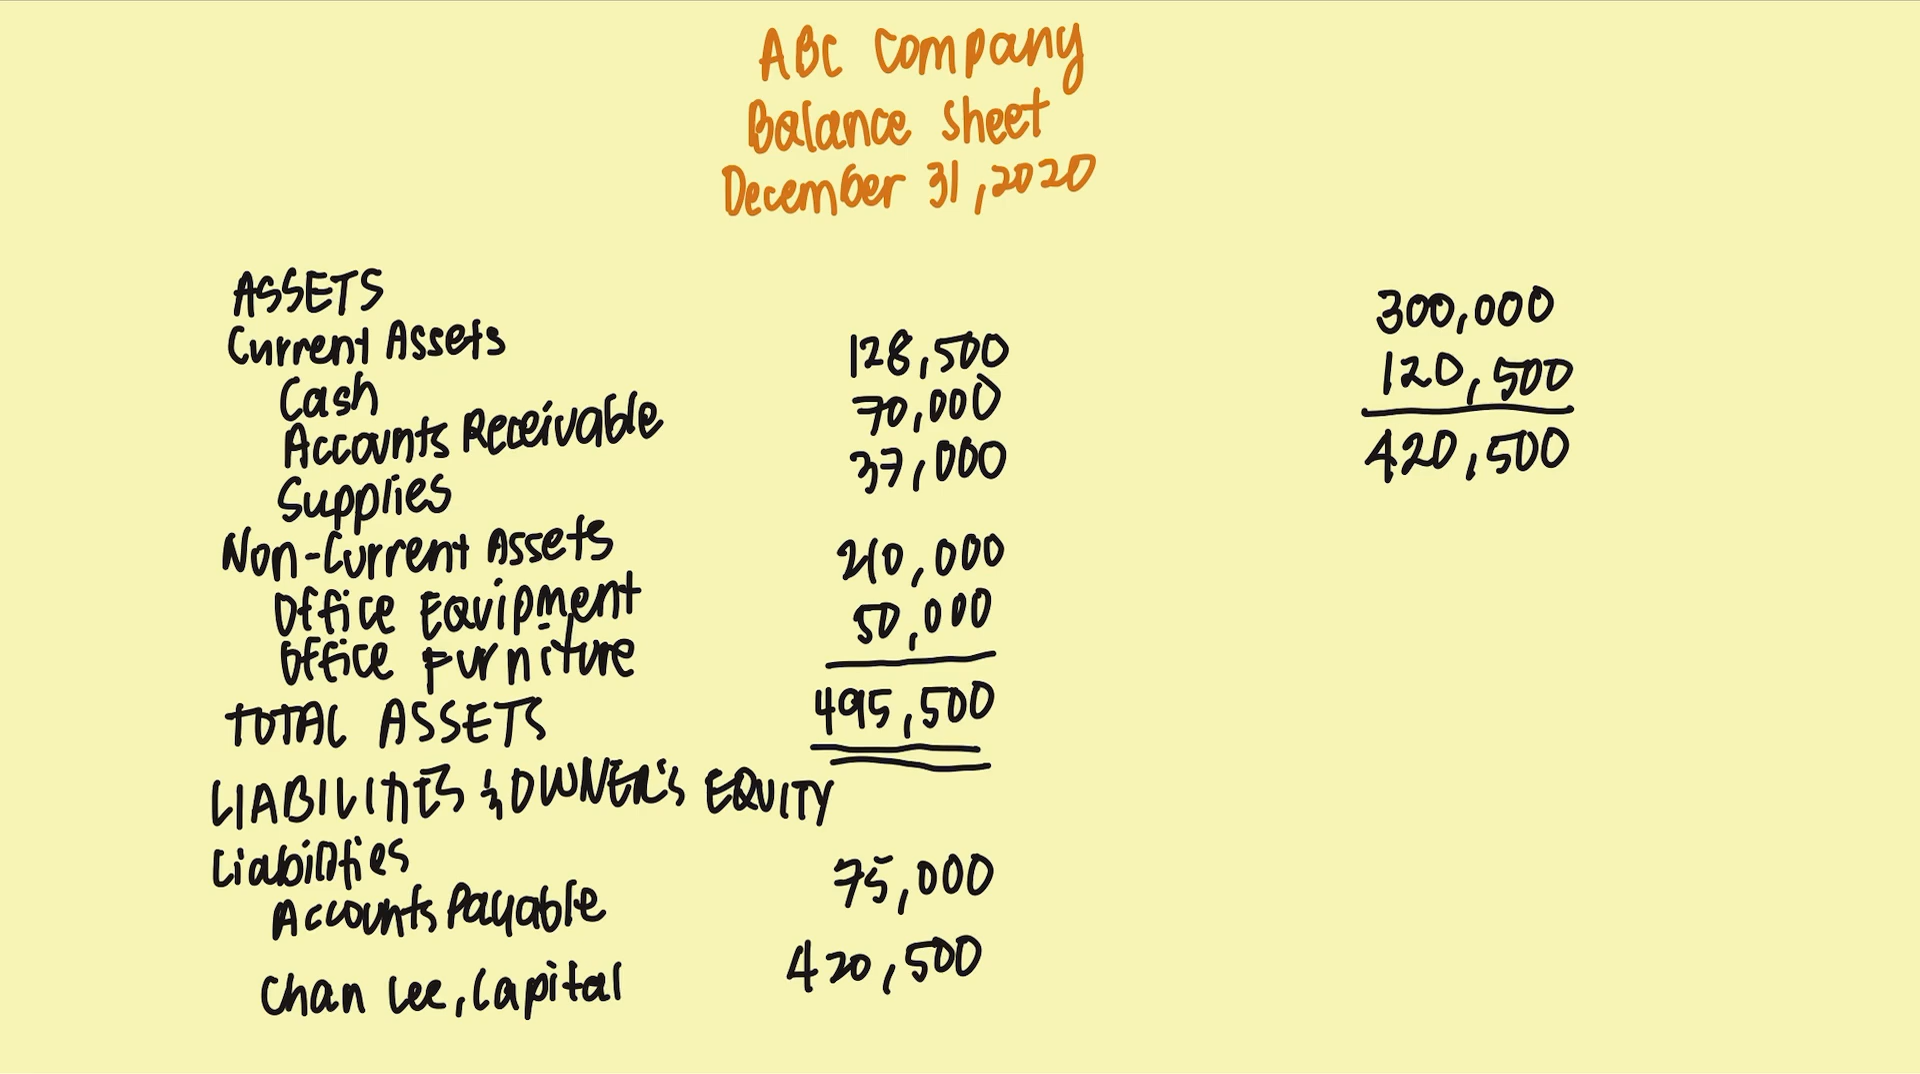 ABC Company
Balance Sheet
December 31, 2020
ASSETS
Current Assets
Cash 128,500
Accounts Receivable 70,000
Supplies 37,000
Non-Current Assets
Office Equipment 210,000
Office Furniture 50,000
TOTAL ASSETS 495,500
LIABILITIES & OWNER'S EQUITY
Liabilities
Accounts Payable 75,000
Chan Lee, Capital 420,500
300,000
120,500
420,500